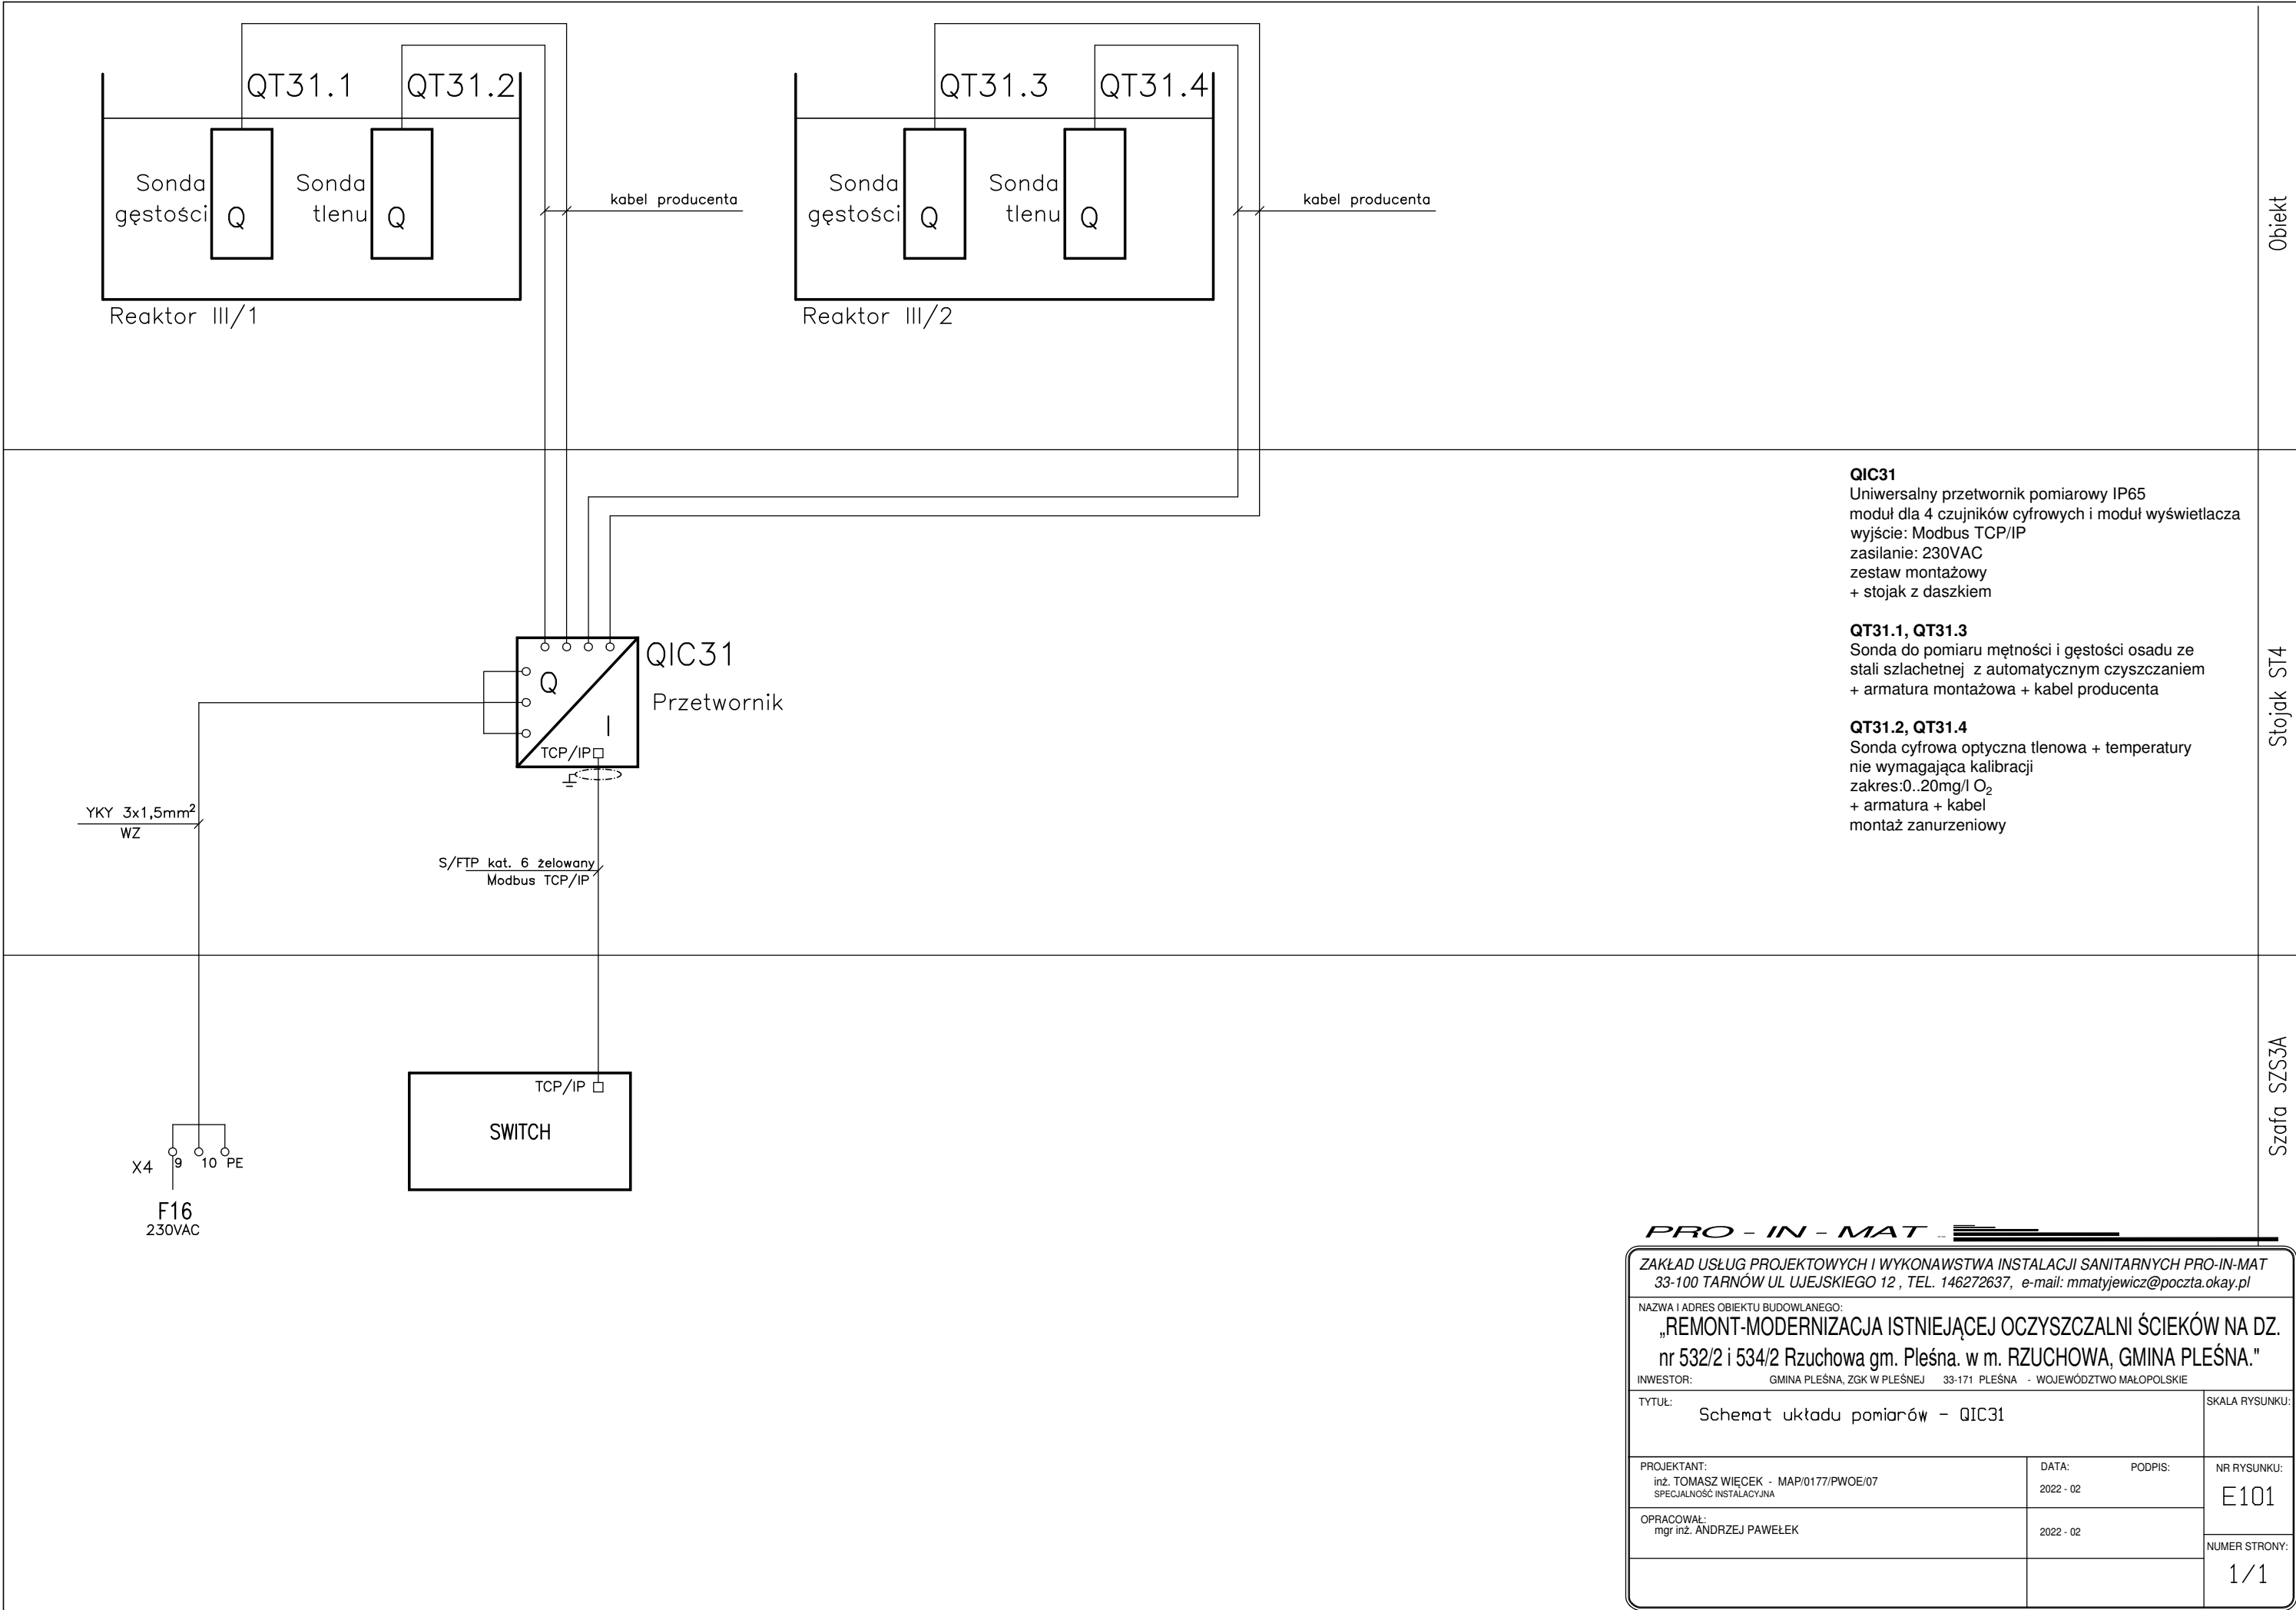 QT31.1
QT31.2
Sonda
gęstości
Q
Sonda
tlenu
Q
kabel producenta
Reaktor III/1
QT31.3
QT31.4
Sonda
gęstości
Q
Sonda
tlenu
Q
kabel producenta
Reaktor III/2
Obiekt
QIC31
Uniwersalny przetwornik pomiarowy IP65
moduł dla 4 czujników cyfrowych i moduł wyświetlacza
wyjście: Modbus TCP/IP
zasilanie: 230VAC
zestaw montażowy
+ stojak z daszkiem
QT31.1, QT31.3
Sonda do pomiaru mętności i gęstości osadu ze
stali szlachetnej z automatycznym czyszczaniem
+ armatura montażowa + kabel producenta
QT31.2, QT31.4
Sonda cyfrowa optyczna tlenowa + temperatury
nie wymagająca kalibracji
zakres:0..20mg/l O₂
+ armatura + kabel
montaż zanurzeniowy
QIC31
Przetwornik
Q
I
TCP/IP
YKY 3x1,5mm²
WZ
S/FTP kat. 6 żelowany
Modbus TCP/IP
Stojak ST4
TCP/IP
SWITCH
X4
9
10
PE
F16
230VAC
Szafa SZS3A
PRO - IN - MAT
ZAKŁAD USŁUG PROJEKTOWYCH I WYKONAWSTWA INSTALACJI SANITARNYCH PRO-IN-MAT
33-100 TARNÓW UL UJEJSKIEGO 12 , TEL. 146272637, e-mail: mmatyjewicz@poczta.okay.pl
NAZWA I ADRES OBIEKTU BUDOWLANEGO:
„REMONT-MODERNIZACJA ISTNIEJĄCEJ OCZYSZCZALNI ŚCIEKÓW NA DZ.
nr 532/2 i 534/2 Rzuchowa gm. Pleśna. w m. RZUCHOWA, GMINA PLEŚNA."
INWESTOR: GMINA PLEŚNA, ZGK W PLEŚNEJ 33-171 PLEŚNA - WOJEWÓDZTWO MAŁOPOLSKIE
TYTUŁ:
Schemat układu pomiarów - QIC31
SKALA RYSUNKU:
PROJEKTANT:
inż. TOMASZ WIĘCEK - MAP/0177/PWOE/07
SPECJALNOŚĆ INSTALACYJNA
DATA:
2022 - 02
PODPIS:
NR RYSUNKU:
E101
OPRACOWAŁ:
mgr inż. ANDRZEJ PAWEŁEK
2022 - 02
NUMER STRONY:
1/1